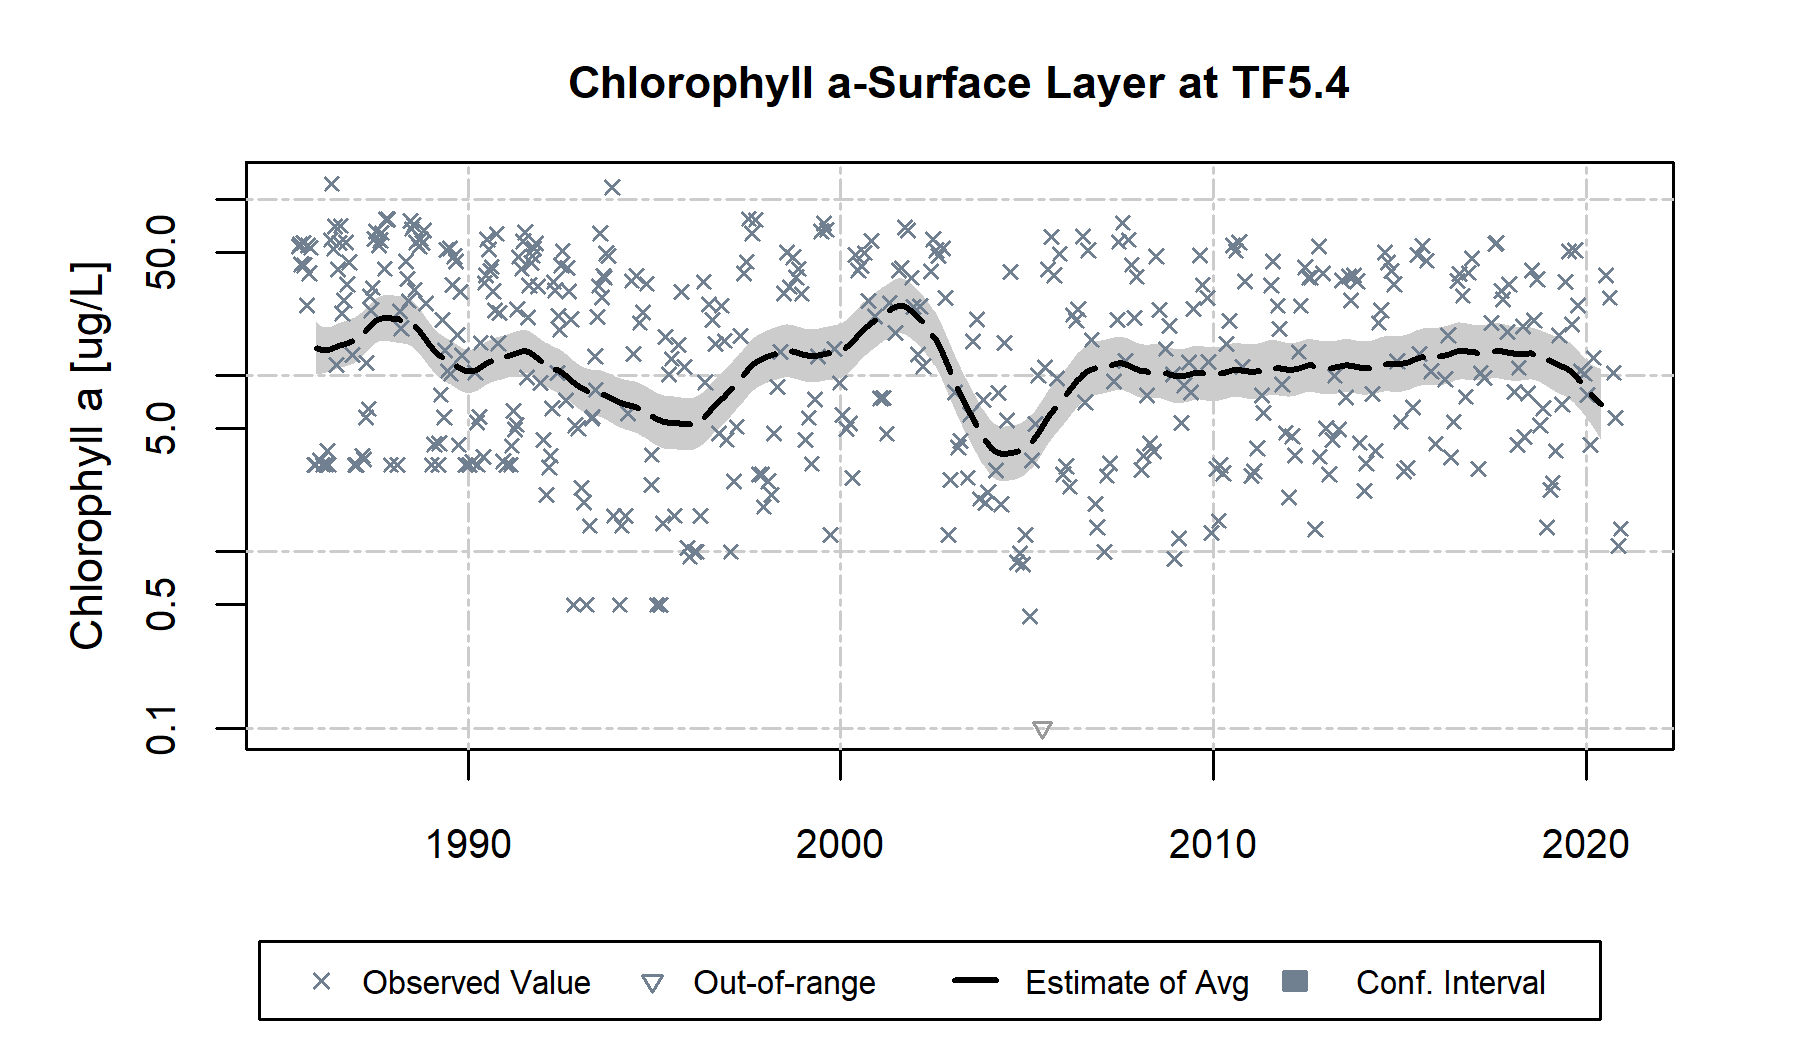 Chlorophyll a-Surface Layer at TF5.4
Chlorophyll a [ug/L]
50.0
5.0
0.5
0.1
1990 2000 2010 2020
Observed Value Out-of-range Estimate of Avg Conf. Interval